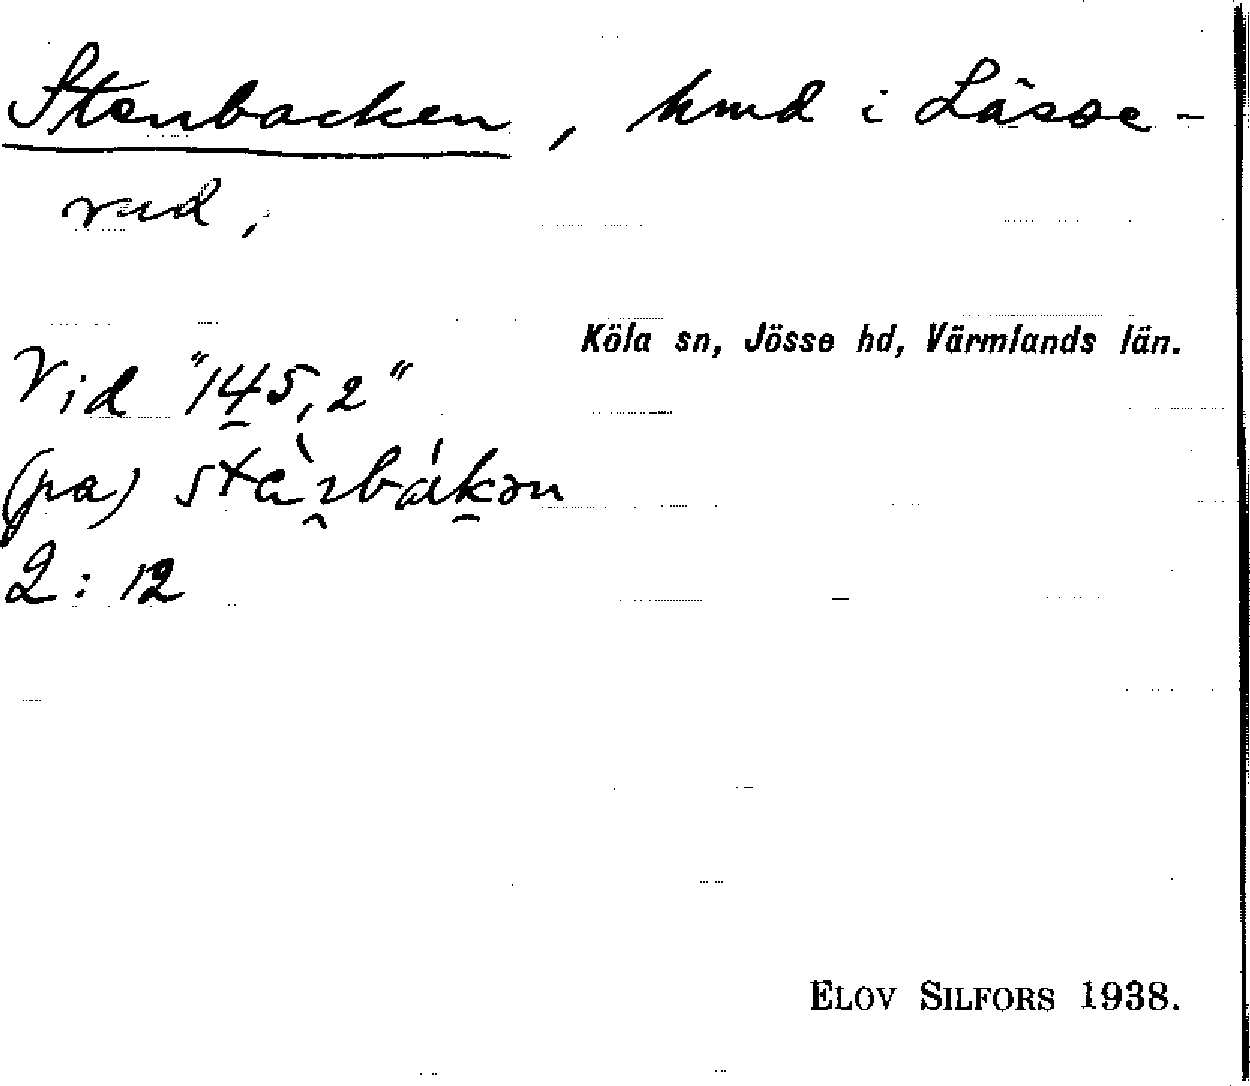 Stenbacken, hmd i Lässe-
rud,
Köla sn, Jösse hd, Värmlands län.
Vid "145,2"
(pa)
2:12
ELOV SILFORS 1938.